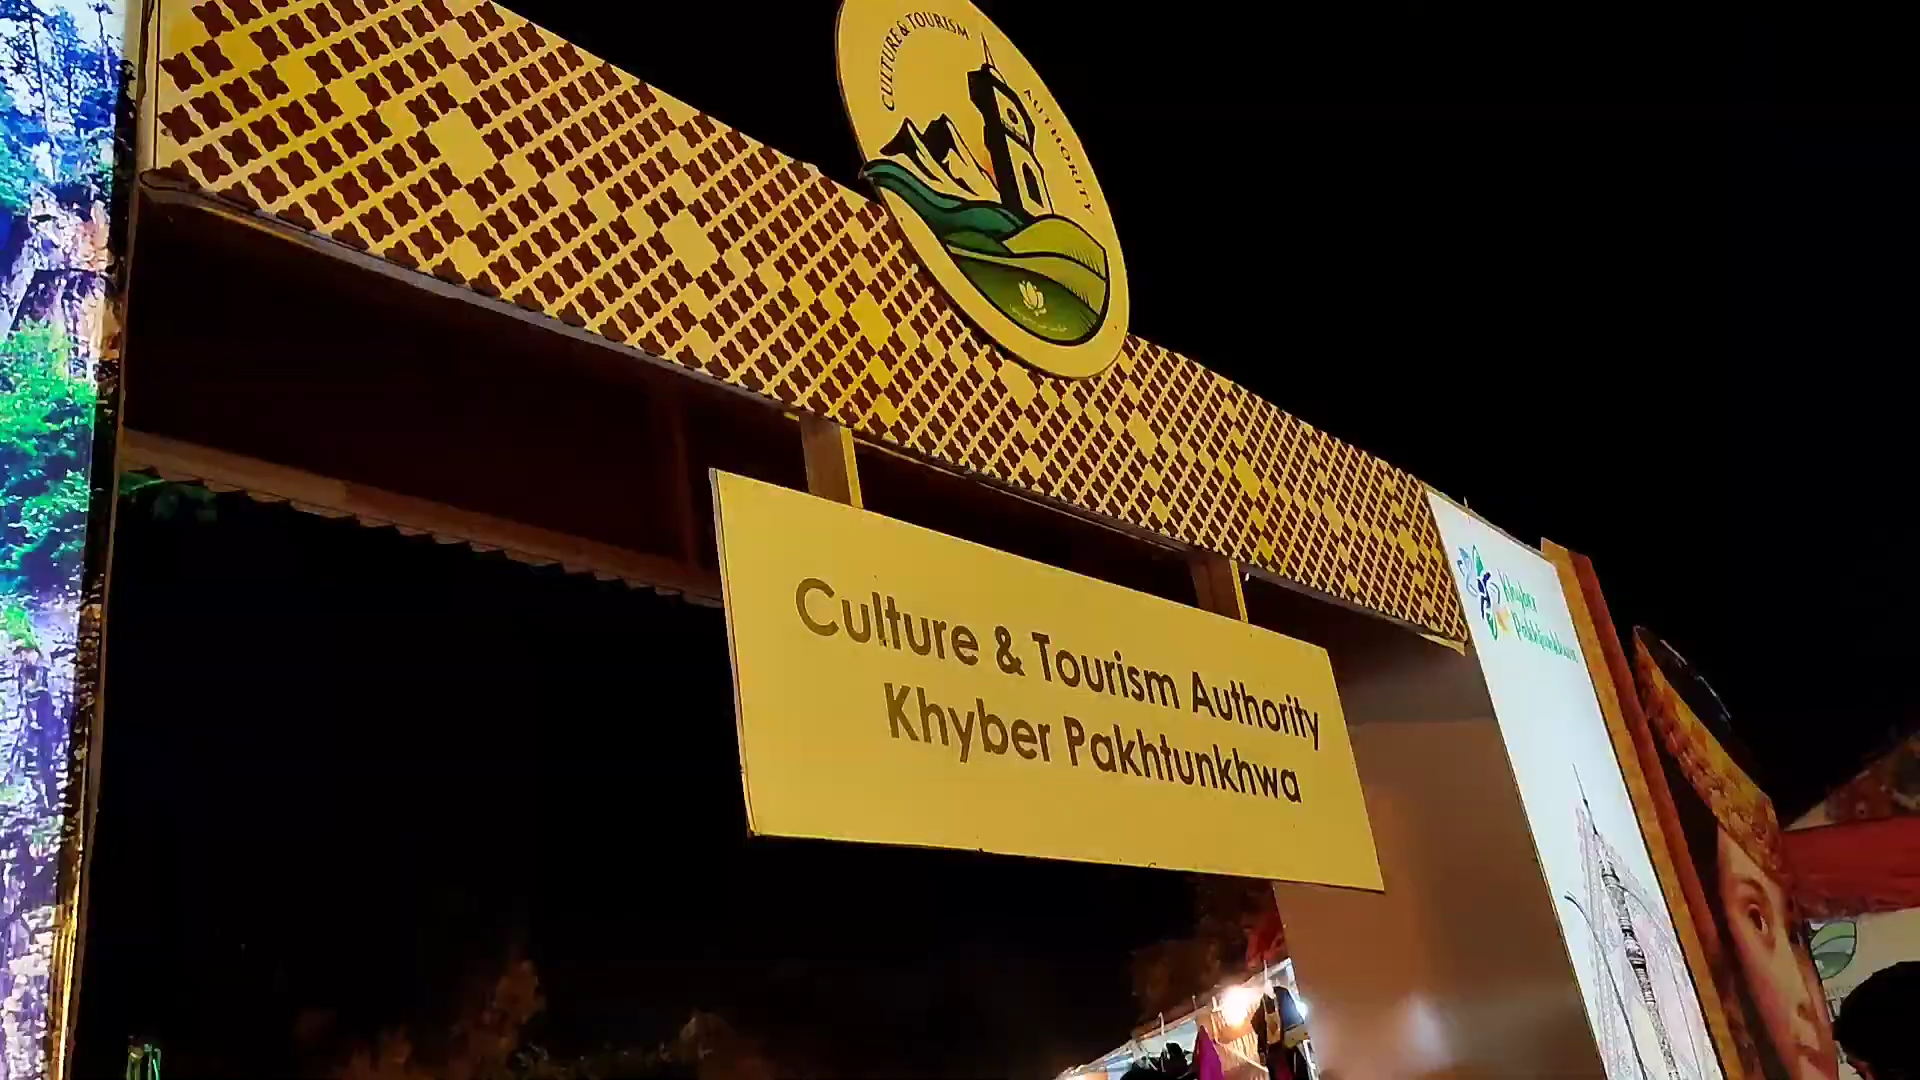 CULTURE & TOURISM AUTHORITY
Culture & Tourism Authority
Khyber Pakhtunkhwa
Khyber
Pakhtunkhwa